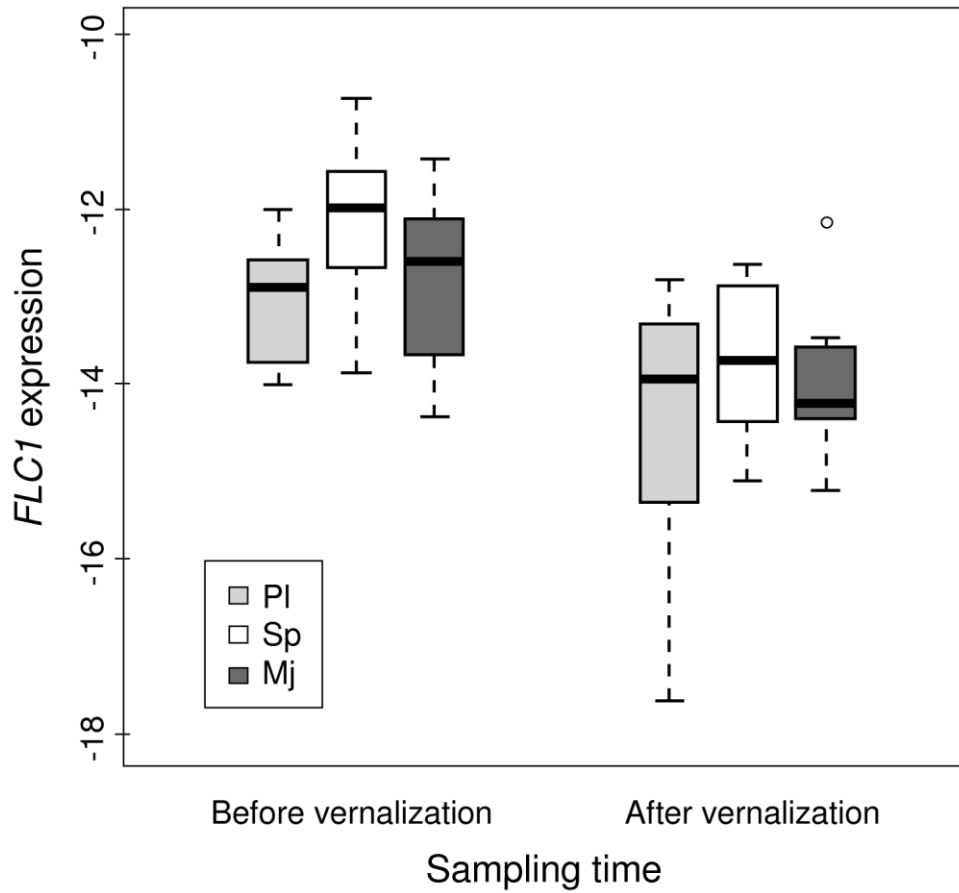 -10
-12
-14
-16
-18
FLC1 expression
Pl
Sp
Mj
Before vernalization
After vernalization
Sampling time